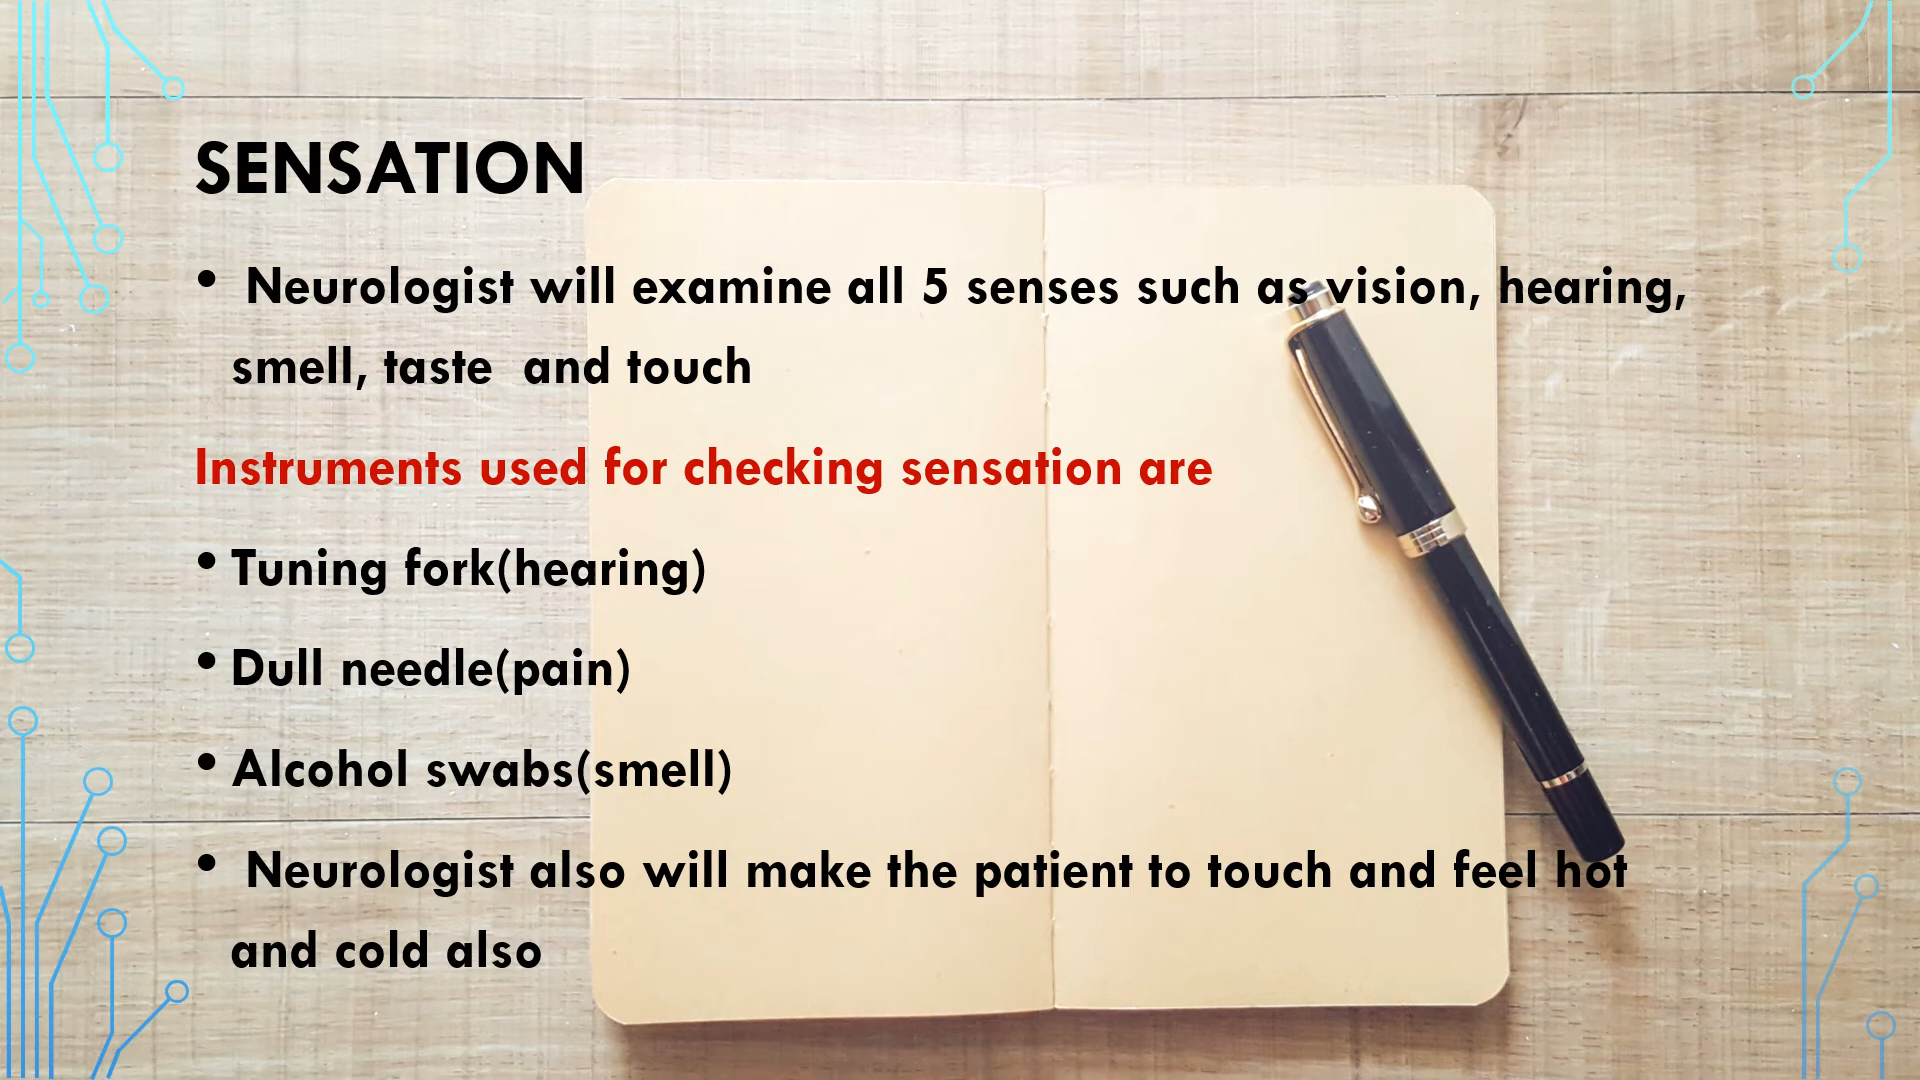 SENSATION
• Neurologist will examine all 5 senses such as vision, hearing,
smell, taste  and touch
Instruments used for checking sensation are
• Tuning fork(hearing)
• Dull needle(pain)
• Alcohol swabs(smell)
• Neurologist also will make the patient to touch and feel hot
and cold also